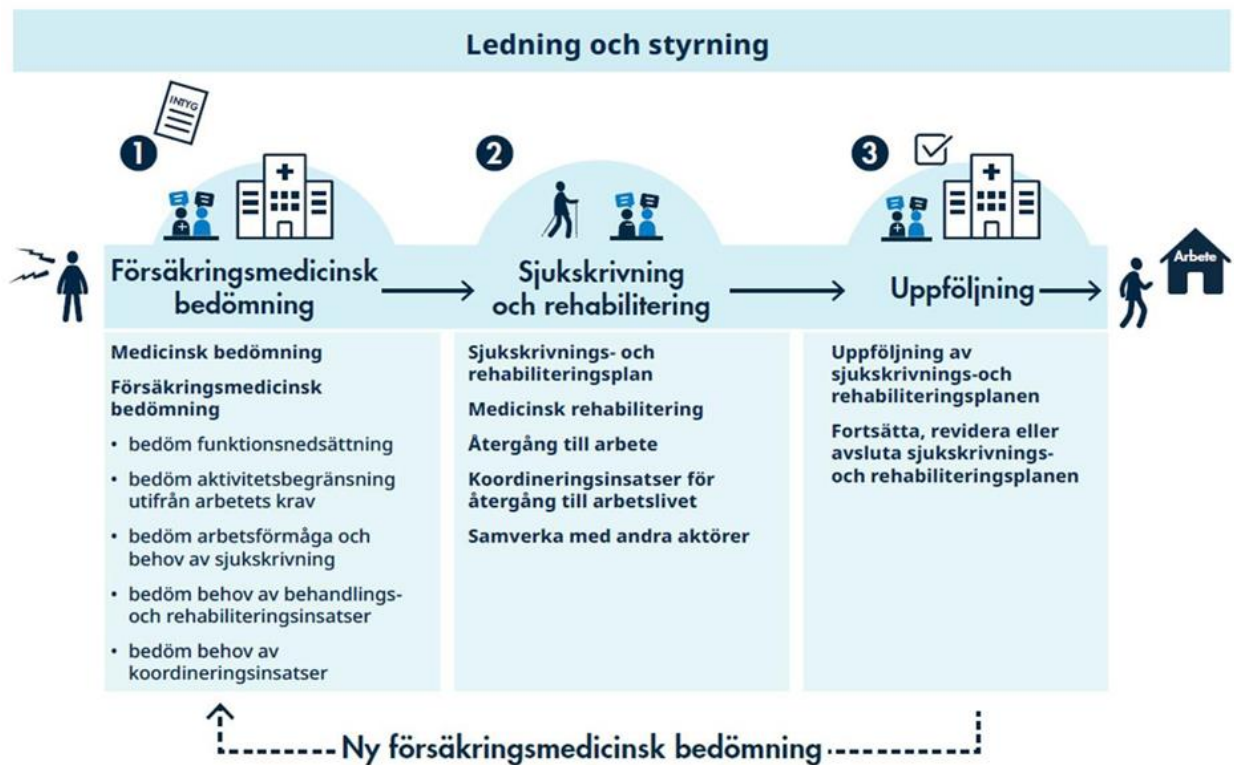 Ledning och styrning
INTYG
1
2
3
Försäkringsmedicinsk
bedömning
Sjukskrivning
och rehabilitering
Uppföljning
Arbete
Medicinsk bedömning
Försäkringsmedicinsk
bedömning
• bedöm funktionsnedsättning
• bedöm aktivitetsbegränsning
utifrån arbetets krav
• bedöm arbetsförmåga och
behov av sjukskrivning
• bedöm behov av behandlings-
och rehabiliteringsinsatser
• bedöm behov av
koordineringsinsatser
Sjukskrivnings- och
rehabiliteringsplan
Medicinsk rehabilitering
Återgång till arbete
Koordineringsinsatser för
återgång till arbetslivet
Samverka med andra aktörer
Uppföljning av
sjukskrivnings-och
rehabiliteringsplanen
Fortsätta, revidera eller
avsluta sjukskrivnings-
och rehabiliteringsplanen
Ny försäkringsmedicinsk bedömning